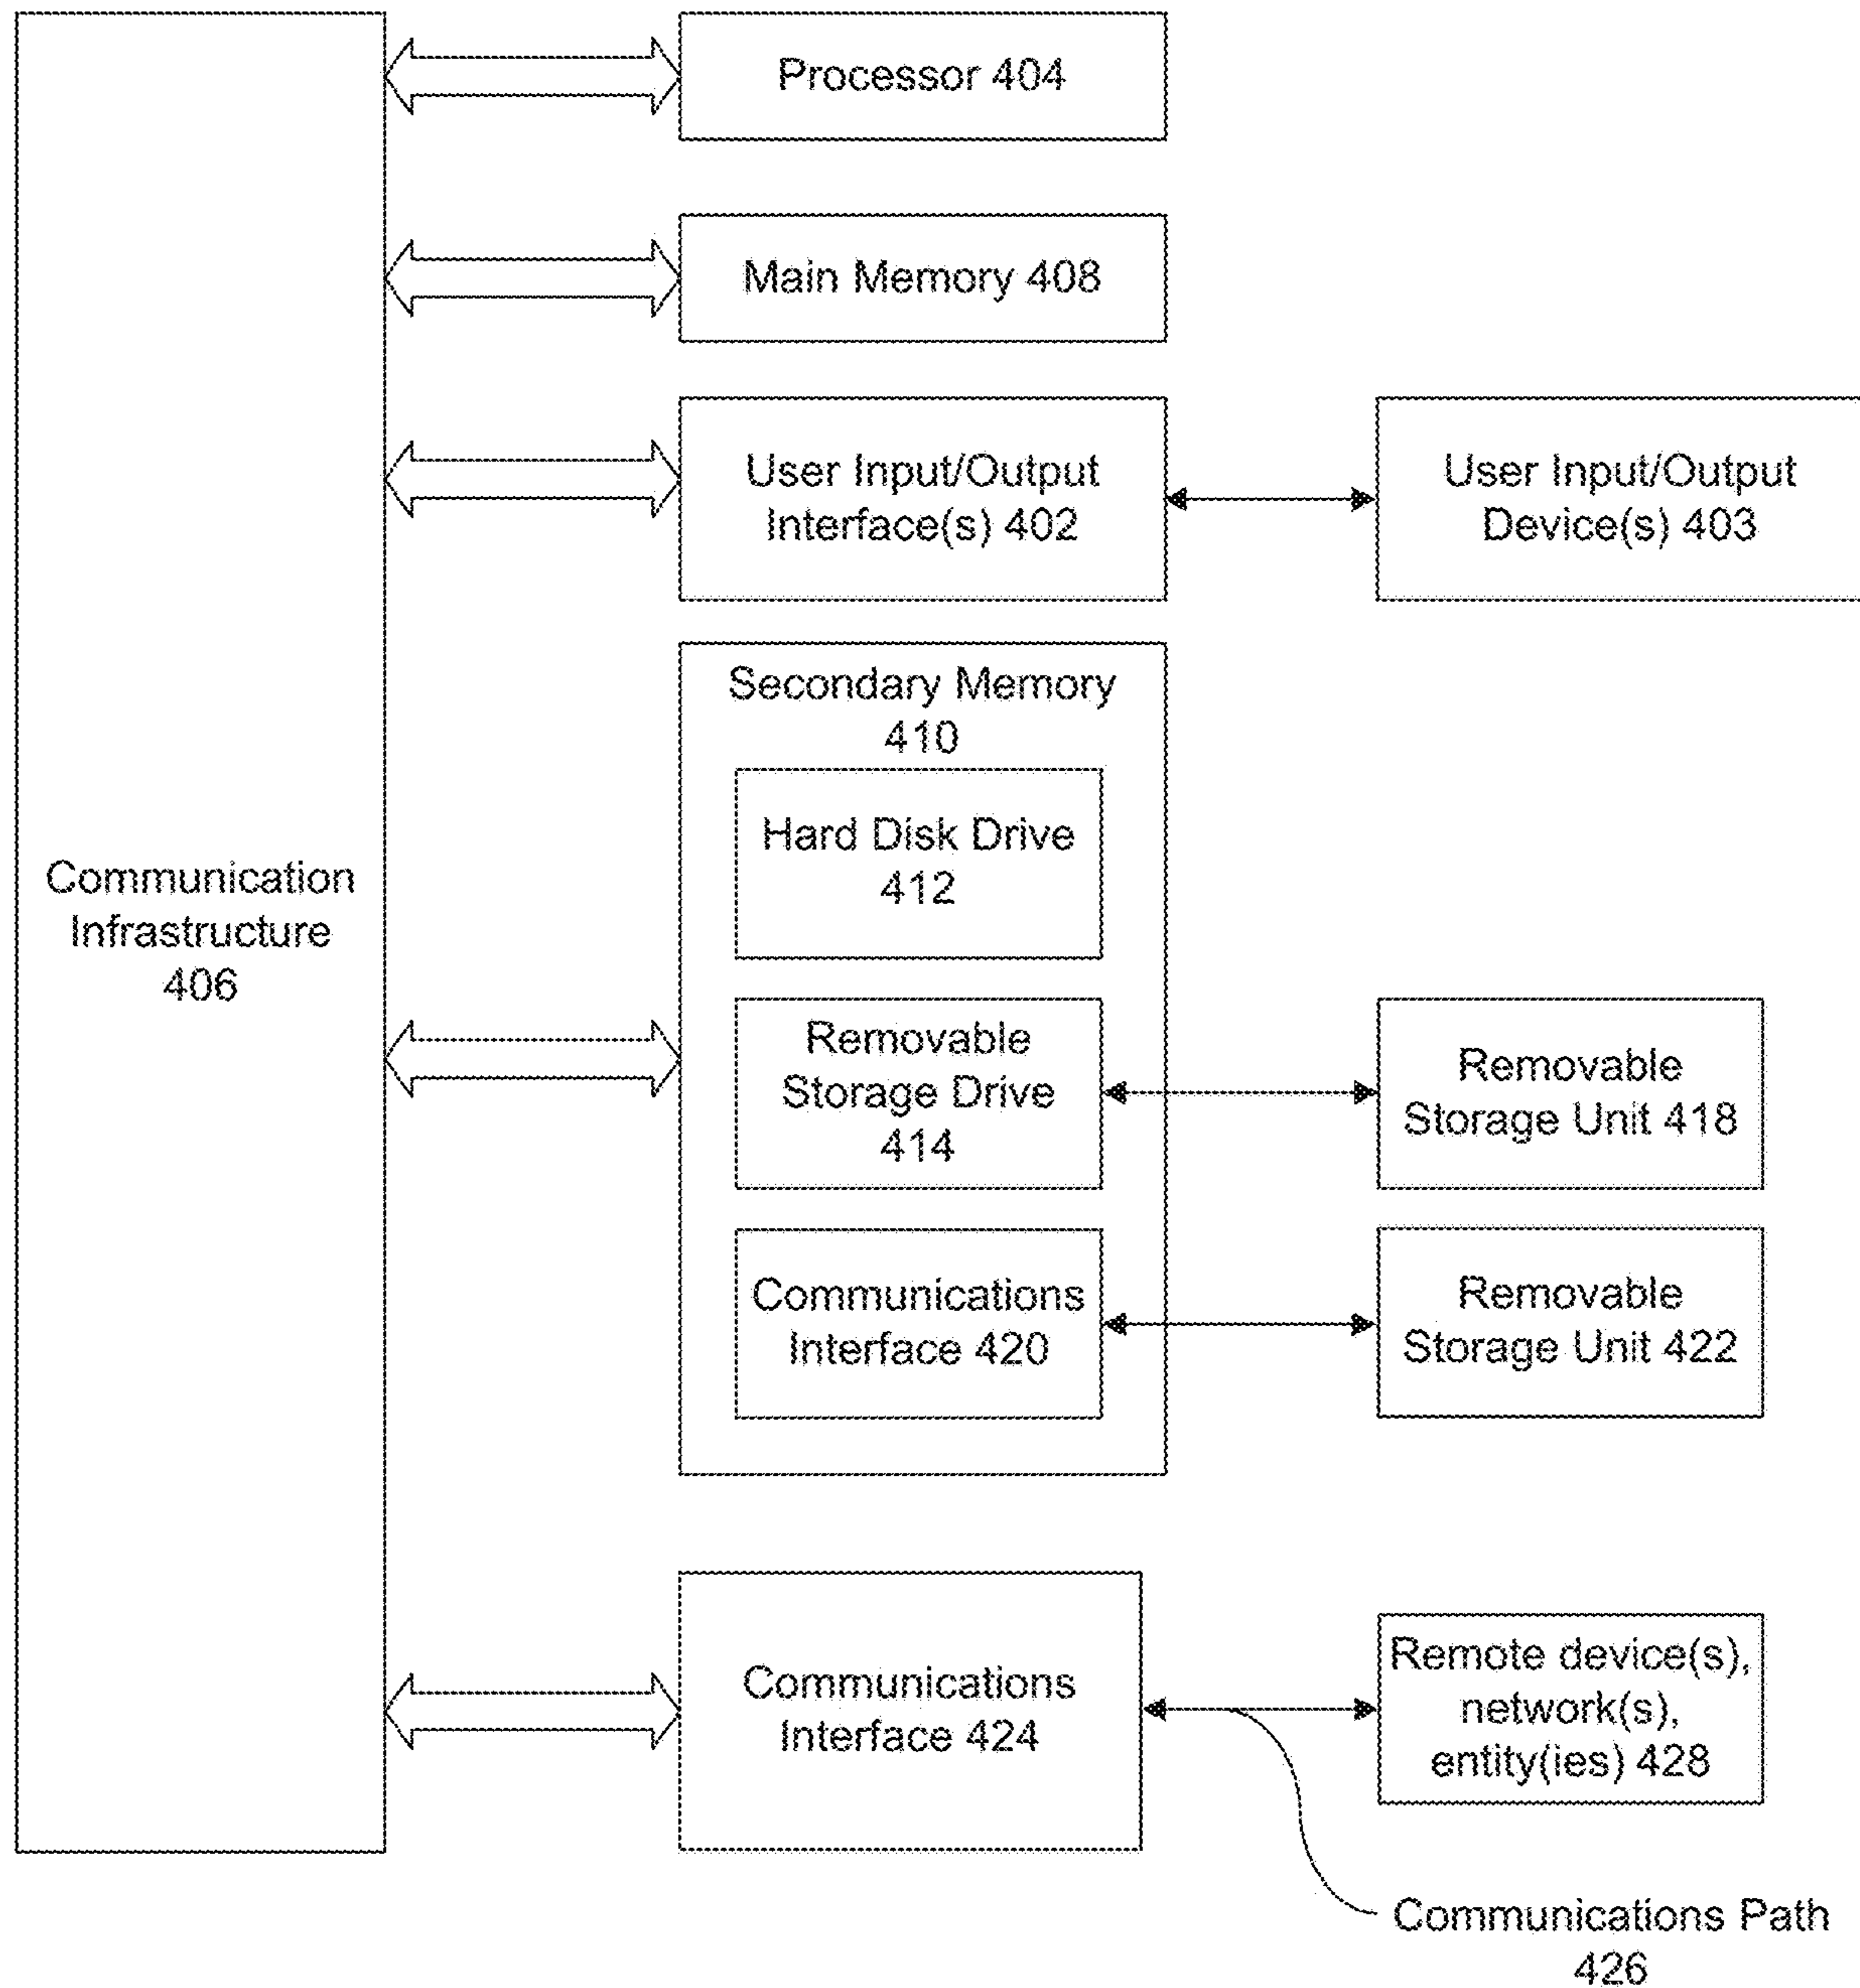 Processor 404
Main Memory 408
User Input/Output
Interface(s) 402
User Input/Output
Device(s) 403
Secondary Memory
410
Hard Disk Drive
412
Communication
Infrastructure
406
Removable
Storage Drive
414
Removable
Storage Unit 418
Communications
Interface 420
Removable
Storage Unit 422
Communications
Interface 424
Remote device(s),
network(s),
entity(ies) 428
Communications Path
426